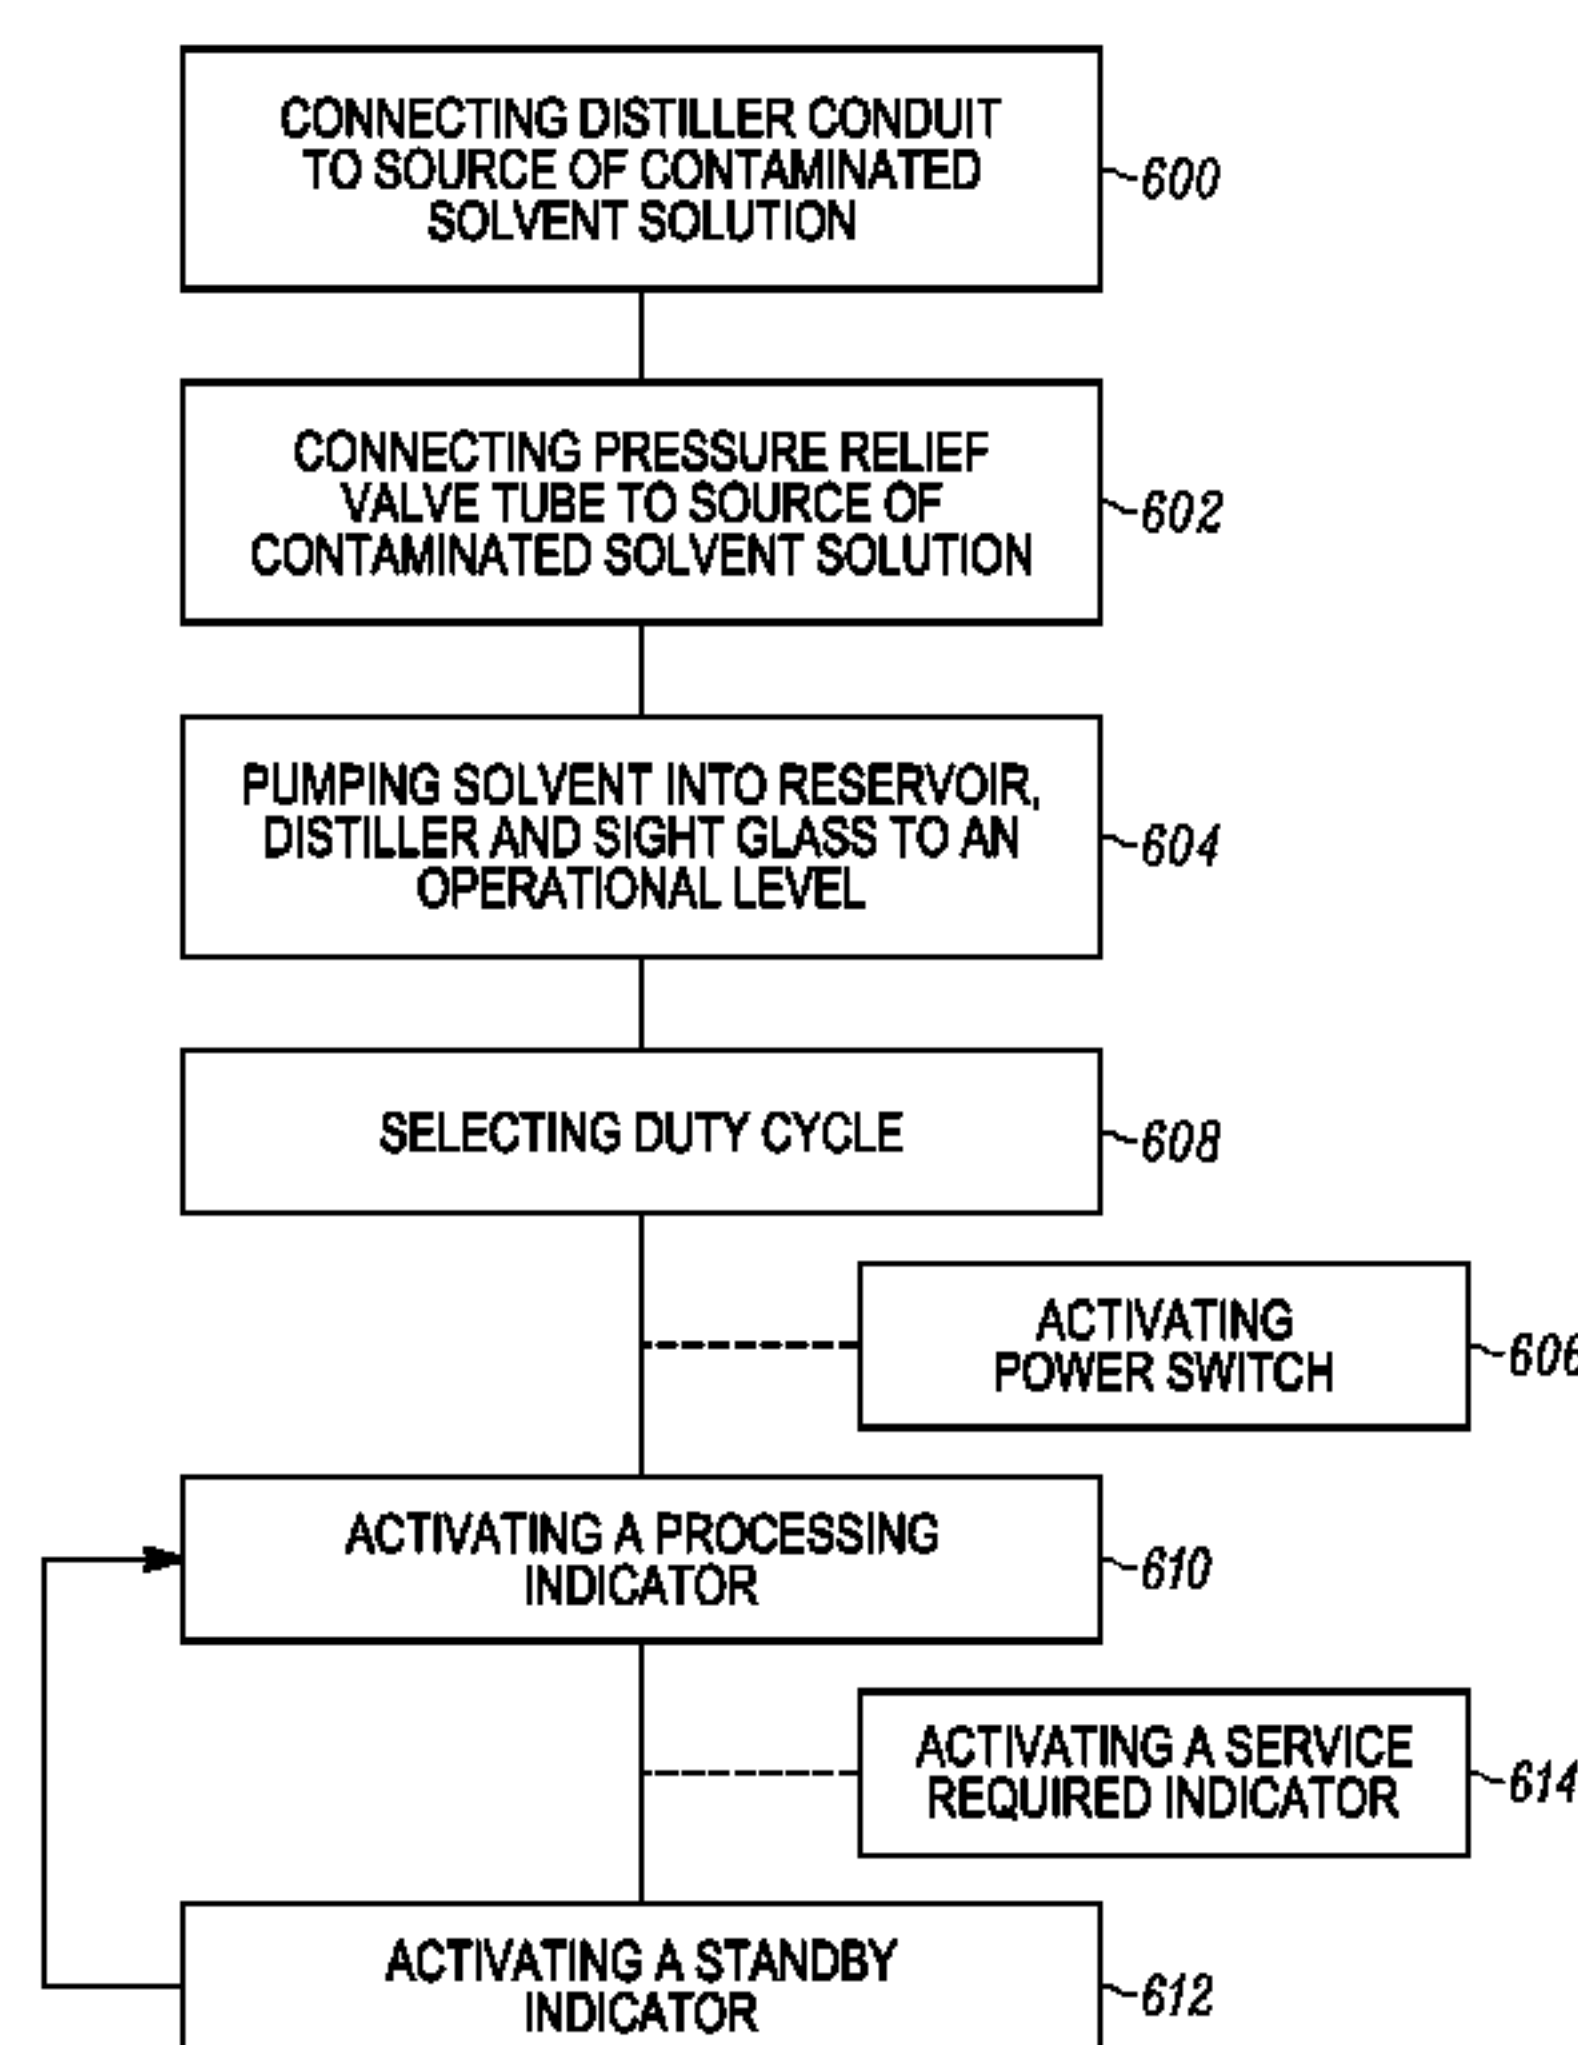 CONNECTING DISTILLER CONDUIT
TO SOURCE OF CONTAMINATED
SOLVENT SOLUTION
600
CONNECTING PRESSURE RELIEF
VALVE TUBE TO SOURCE OF
CONTAMINATED SOLVENT SOLUTION
602
PUMPING SOLVENT INTO RESERVOIR,
DISTILLER AND SIGHT GLASS TO AN
OPERATIONAL LEVEL
604
SELECTING DUTY CYCLE
608
ACTIVATING
POWER SWITCH
606
ACTIVATING A PROCESSING
INDICATOR
610
ACTIVATING A SERVICE
REQUIRED INDICATOR
614
ACTIVATING A STANDBY
INDICATOR
612